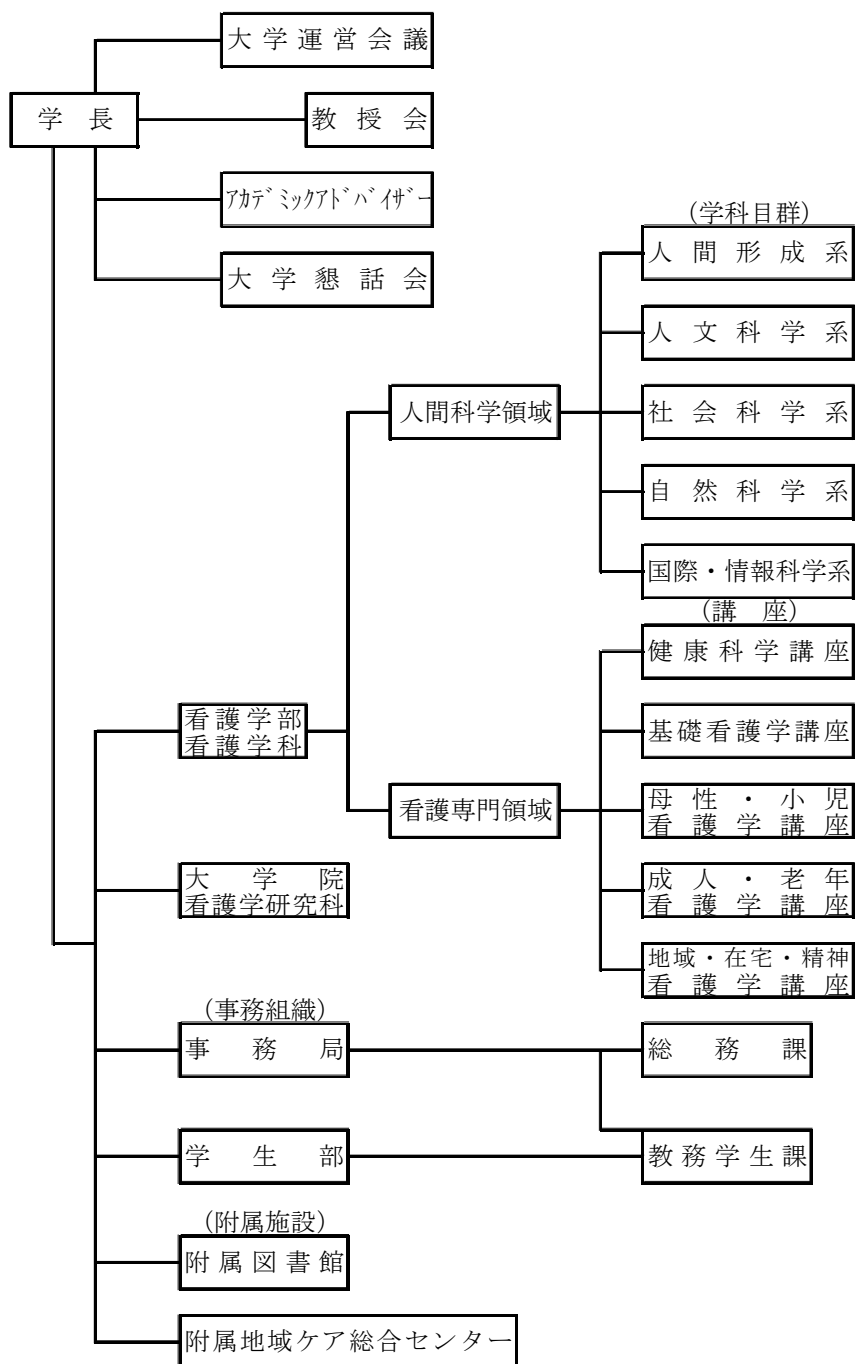 大学運営会議
学長
教授会
ｱｶﾃﾞﾐｯｸｱﾄﾞﾊﾞｲｻﾞｰ
大学懇話会
(学科目群)
人間形成系
人文科学系
人間科学領域
社会科学系
自然科学系
国際・情報科学系
(講座)
健康科学講座
看護学部
看護学科
基礎看護学講座
看護専門領域
母性・小児
看護学講座
大学院
看護学研究科
成人・老年
看護学講座
地域・在宅・精神
看護学講座
(事務組織)
事務局
総務課
学生部
教務学生課
(附属施設)
附属図書館
附属地域ケア総合センター